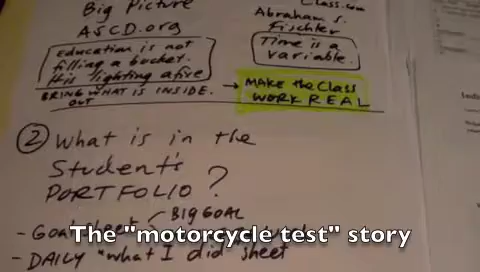 Big Picture
ASCD.org
Education is not
filling a bucket.
It is lighting a fire
BRING WHAT IS INSIDE.
OUT
Class.com
Abraham S.
Fischler
Time is a
variable.
→ MAKE the Class
WORK REAL
② What is in the
Student's
PORTFOLIO?
- Goal sheet / BIG GOAL
- DAILY "what I did" sheet
The "motorcycle test" story